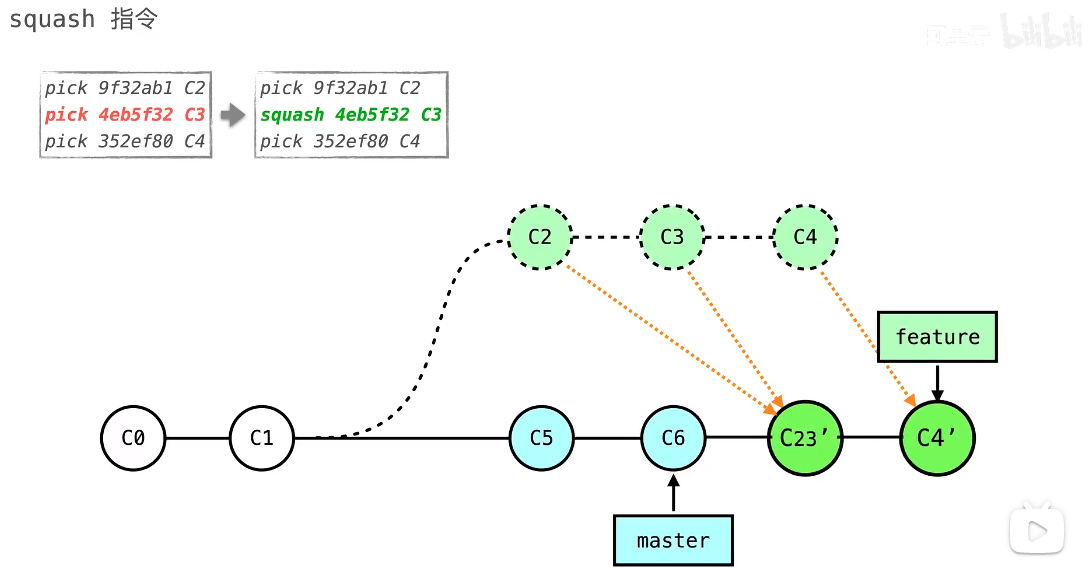 squash 指令
bilibili
pick 9f32ab1 C2
pick 4eb5f32 C3
pick 352ef80 C4
pick 9f32ab1 C2
squash 4eb5f32 C3
pick 352ef80 C4
C2
C3
C4
feature
C0
C1
C5
C6
C23’
C4’
master